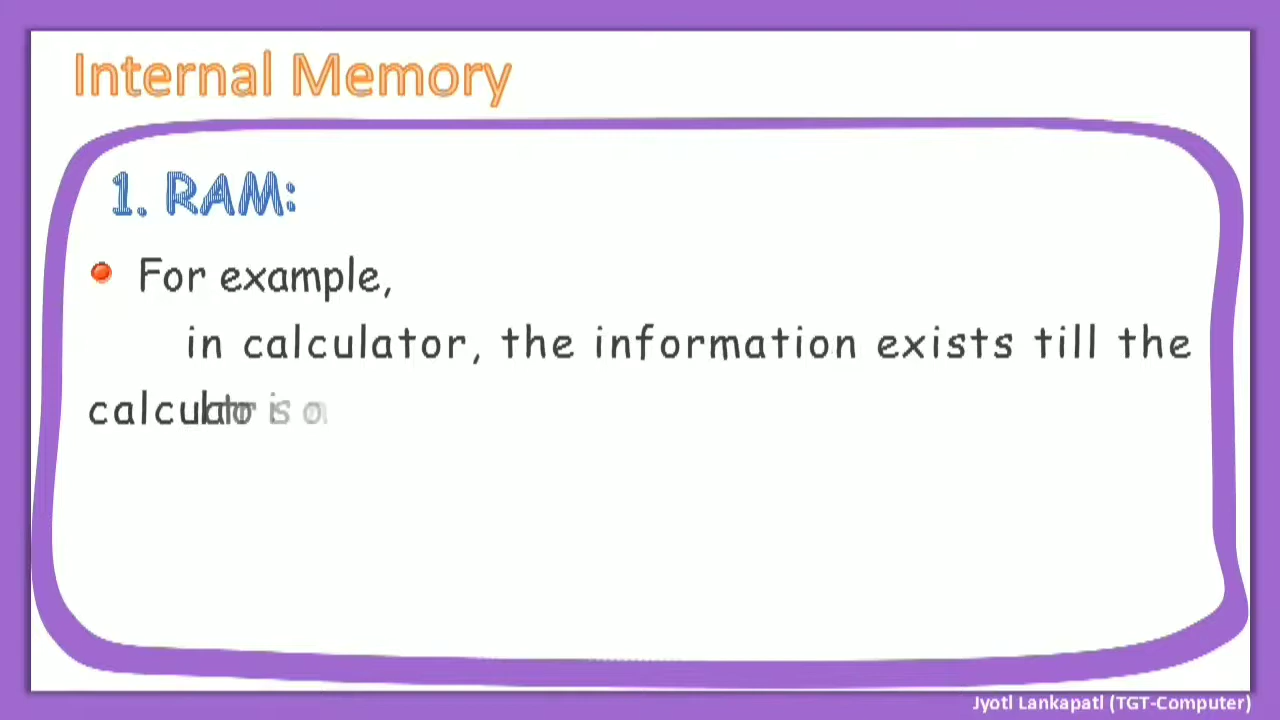 Internal Memory
1. RAM:
For example,
in calculator, the information exists till the
calculator is
Jyoti Lankapati (TGT-Computer)